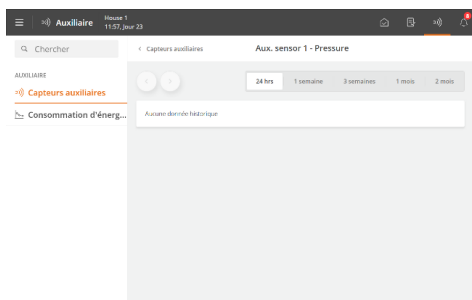 Auxiliaire
House 1
11:57, Jour 23
8
Chercher
Capteurs auxiliaires
Aux. sensor 1 - Pressure
AUXILIAIRE
Capteurs auxiliaires
Consommation d'énerg...
24 hrs
1 semaine
3 semaines
1 mois
2 mois
Aucune donnée historique